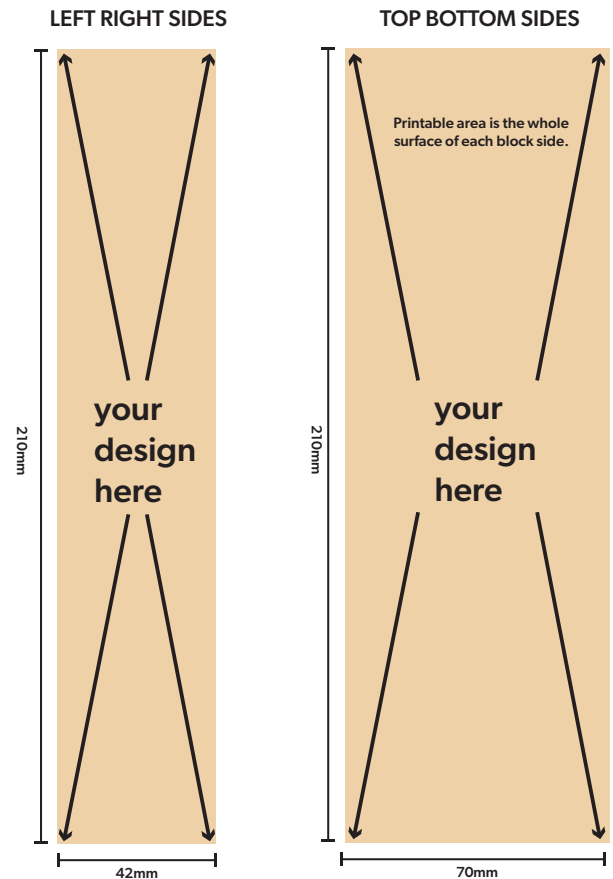 LEFT RIGHT SIDES
210mm
your
design
here
42mm
TOP BOTTOM SIDES
Printable area is the whole
surface of each block side.
210mm
your
design
here
70mm